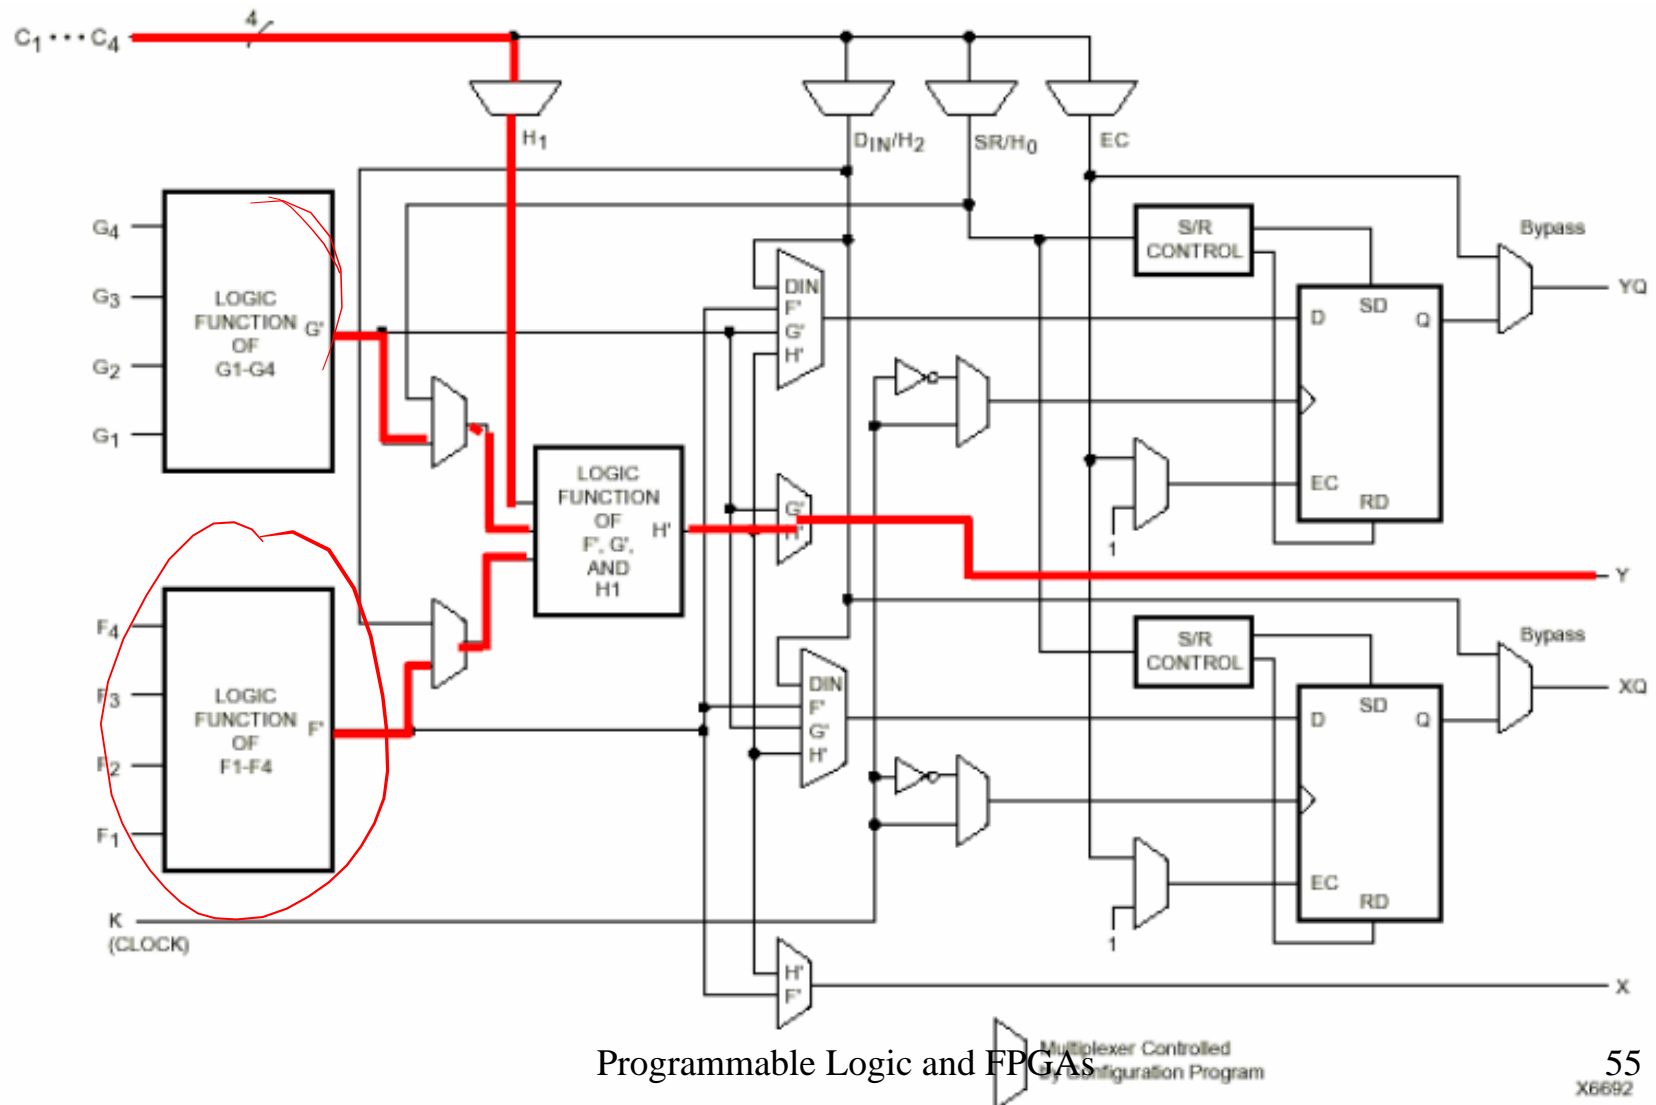 C1 • • • C4
4
H1
DIN/H2
SR/H0
EC
G4
G3
G2
G1
LOGIC
FUNCTION
OF
G1-G4
G'
DIN
F'
G'
H'
S/R
CONTROL
Bypass
YQ
D
SD
Q
EC
RD
1
LOGIC
FUNCTION
OF
F', G',
AND
H1
H'
G'
H'
Y
F4
F3
F2
F1
LOGIC
FUNCTION
OF
F1-F4
F'
DIN
F'
G'
H'
S/R
CONTROL
Bypass
XQ
D
SD
Q
EC
RD
1
K
(CLOCK)
H'
F'
X
Multiplexer Controlled
by Configuration Program
Programmable Logic and FPGAs
55
X6692